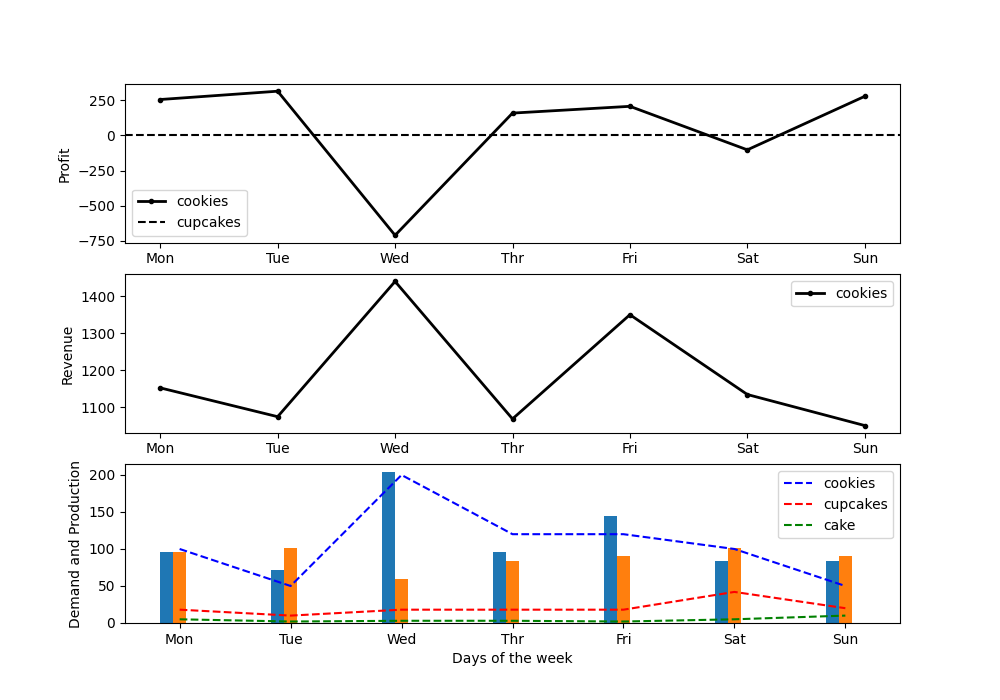 250
0
−250
−500
−750
Profit
cookies
cupcakes
Mon Tue Wed Thr Fri Sat Sun
1400
1300
1200
1100
Revenue
cookies
Mon Tue Wed Thr Fri Sat Sun
200
150
100
50
0
Demand and Production
cookies
cupcakes
cake
Mon Tue Wed Thr Fri Sat Sun
Days of the week